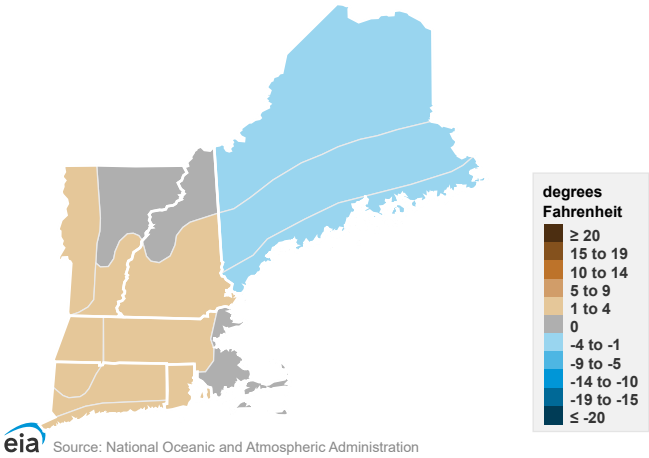 degrees
Fahrenheit
≥ 20
15 to 19
10 to 14
5 to 9
1 to 4
0
-4 to -1
-9 to -5
-14 to -10
-19 to -15
≤ -20
eia
Source: National Oceanic and Atmospheric Administration